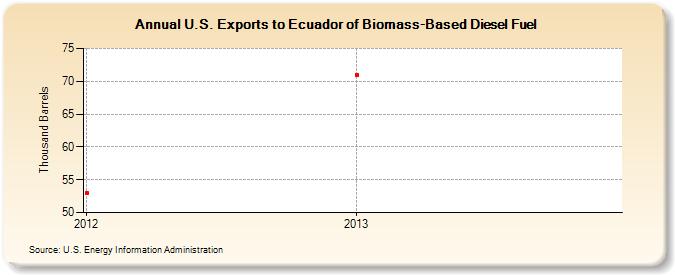 Annual U.S. Exports to Ecuador of Biomass-Based Diesel Fuel
Thousand Barrels
75
70
65
60
55
50
2012
2013
Source: U.S. Energy Information Administration